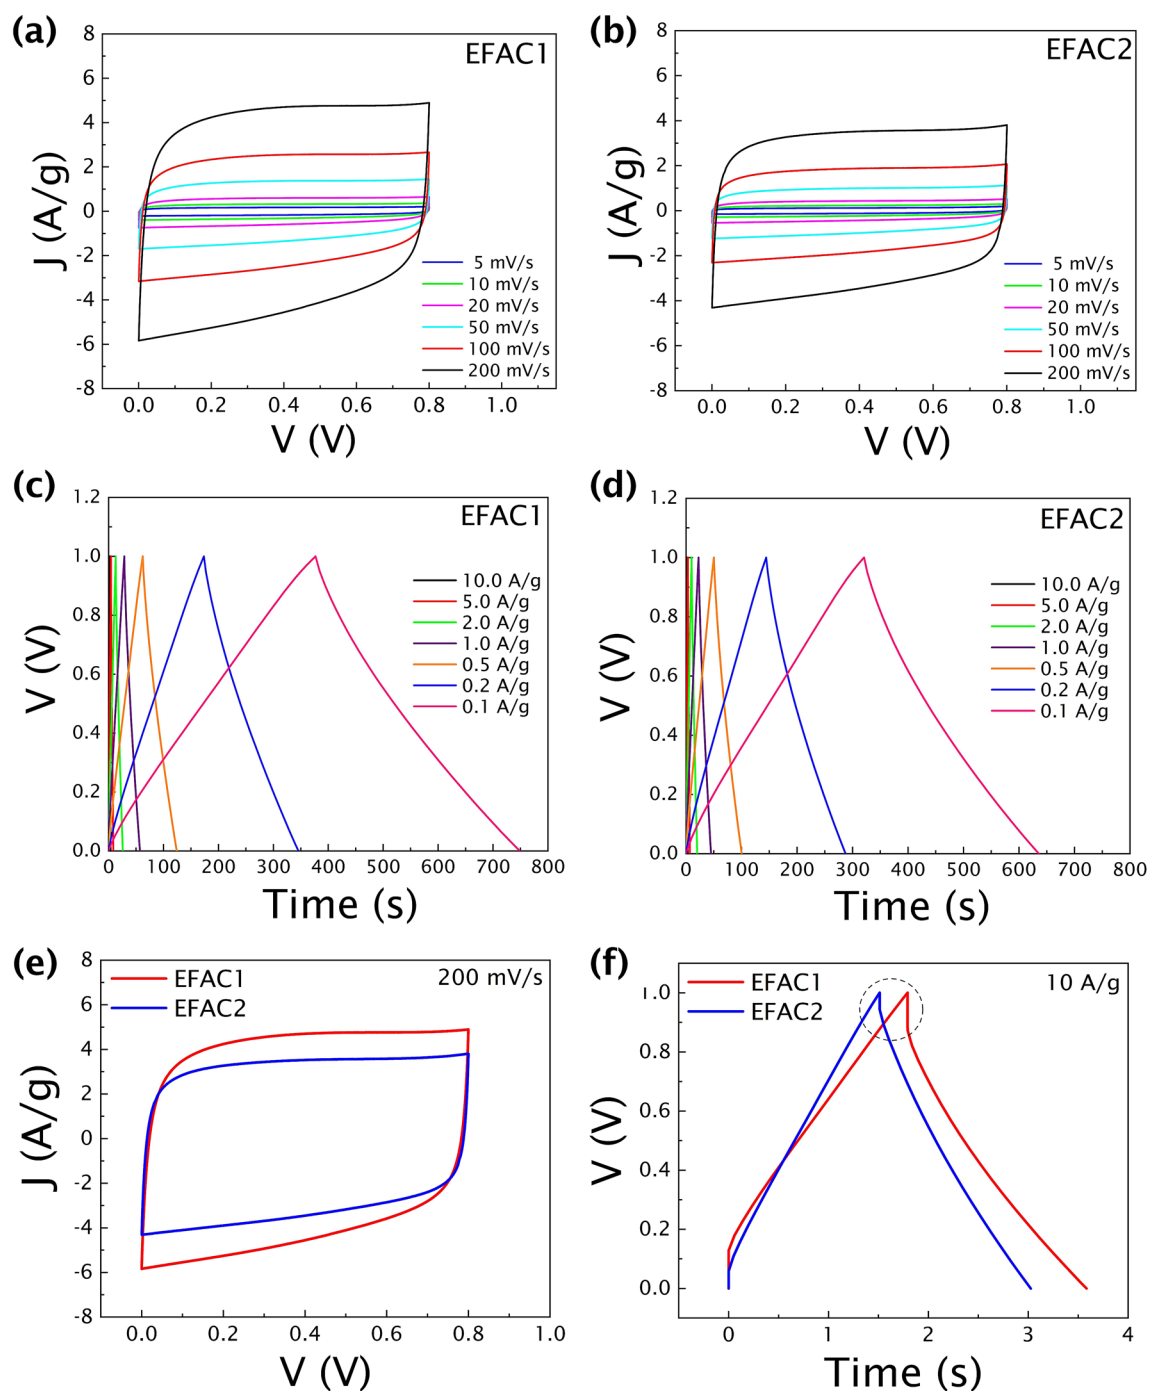 (a)
EFAC1
8
6
4
2
0
-2
-4
-6
-8
J (A/g)
5 mV/s
10 mV/s
20 mV/s
50 mV/s
100 mV/s
200 mV/s
0.0 0.2 0.4 0.6 0.8 1.0
V (V)
(b)
EFAC2
8
6
4
2
0
-2
-4
-6
-8
J (A/g)
5 mV/s
10 mV/s
20 mV/s
50 mV/s
100 mV/s
200 mV/s
0.0 0.2 0.4 0.6 0.8 1.0
V (V)
(c)
EFAC1
1.2
1.0
0.8
0.6
0.4
0.2
0.0
V (V)
10.0 A/g
5.0 A/g
2.0 A/g
1.0 A/g
0.5 A/g
0.2 A/g
0.1 A/g
0 100 200 300 400 500 600 700 800
Time (s)
(d)
EFAC2
1.2
1.0
0.8
0.6
0.4
0.2
0.0
V (V)
10.0 A/g
5.0 A/g
2.0 A/g
1.0 A/g
0.5 A/g
0.2 A/g
0.1 A/g
0 100 200 300 400 500 600 700 800
Time (s)
(e)
EFAC1
EFAC2
200 mV/s
8
6
4
2
0
-2
-4
-6
-8
J (A/g)
0.0 0.2 0.4 0.6 0.8 1.0
V (V)
(f)
EFAC1
EFAC2
10 A/g
1.0
0.8
0.6
0.4
0.2
0.0
V (V)
0 1 2 3 4
Time (s)